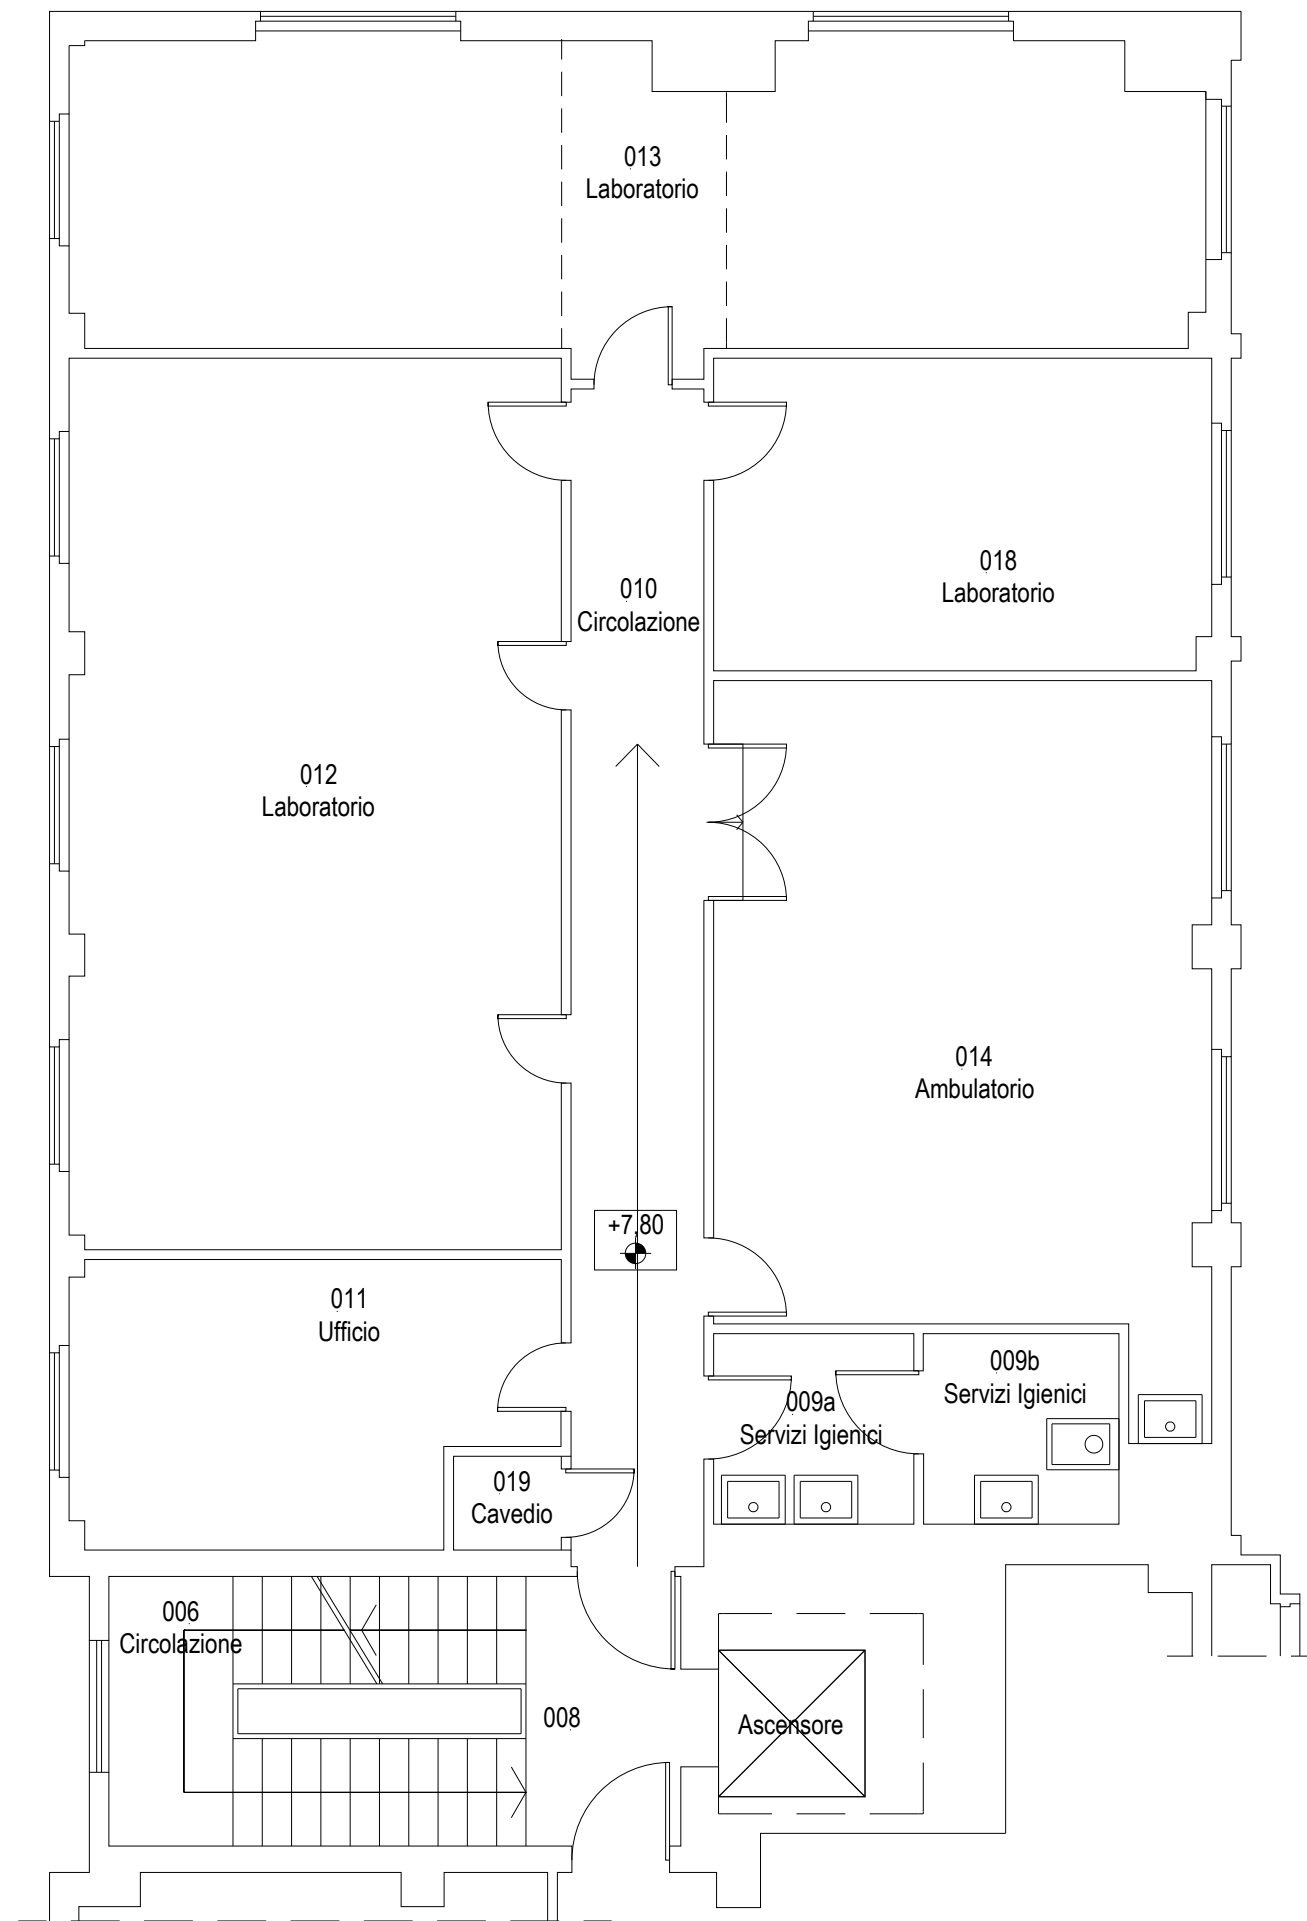 013
Laboratorio
018
Laboratorio
010
Circolazione
012
Laboratorio
014
Ambulatorio
+7,80
011
Ufficio
009b
Servizi Igienici
009a
Servizi Igienici
019
Cavedio
006
Circolazione
008
Ascensore